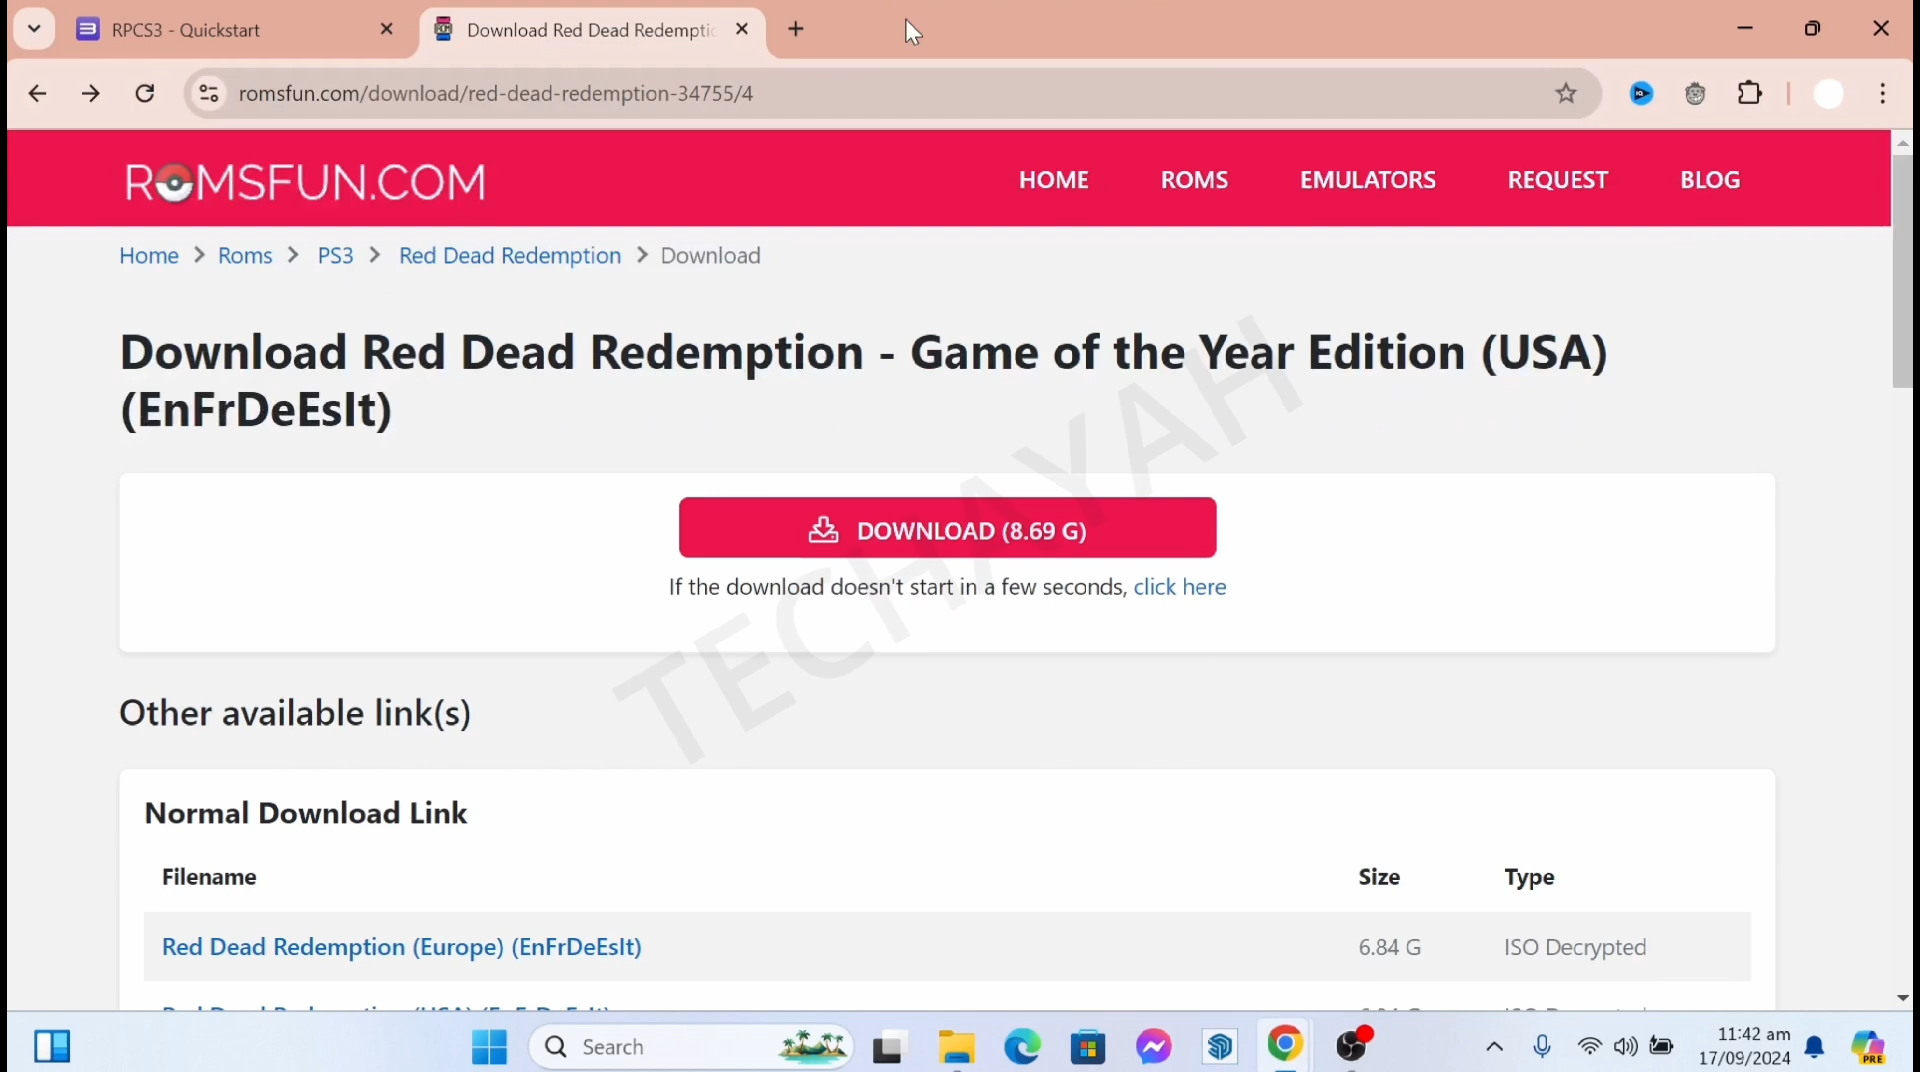 RPCS3 - Quickstart
Download Red Dead Redempti
romsfun.com/download/red-dead-redemption-34755/4
ROMSFUN.COM
HOME
ROMS
EMULATORS
REQUEST
BLOG
Home > Roms > PS3 > Red Dead Redemption > Download
Download Red Dead Redemption - Game of the Year Edition (USA)
(EnFrDeEsIt)
DOWNLOAD (8.69 G)
If the download doesn't start in a few seconds, click here
TECHAYAH
Other available link(s)
Normal Download Link
Filename Size Type
Red Dead Redemption (Europe) (EnFrDeEsIt) 6.84 G ISO Decrypted
Search
11:42 am
17/09/2024
PRE